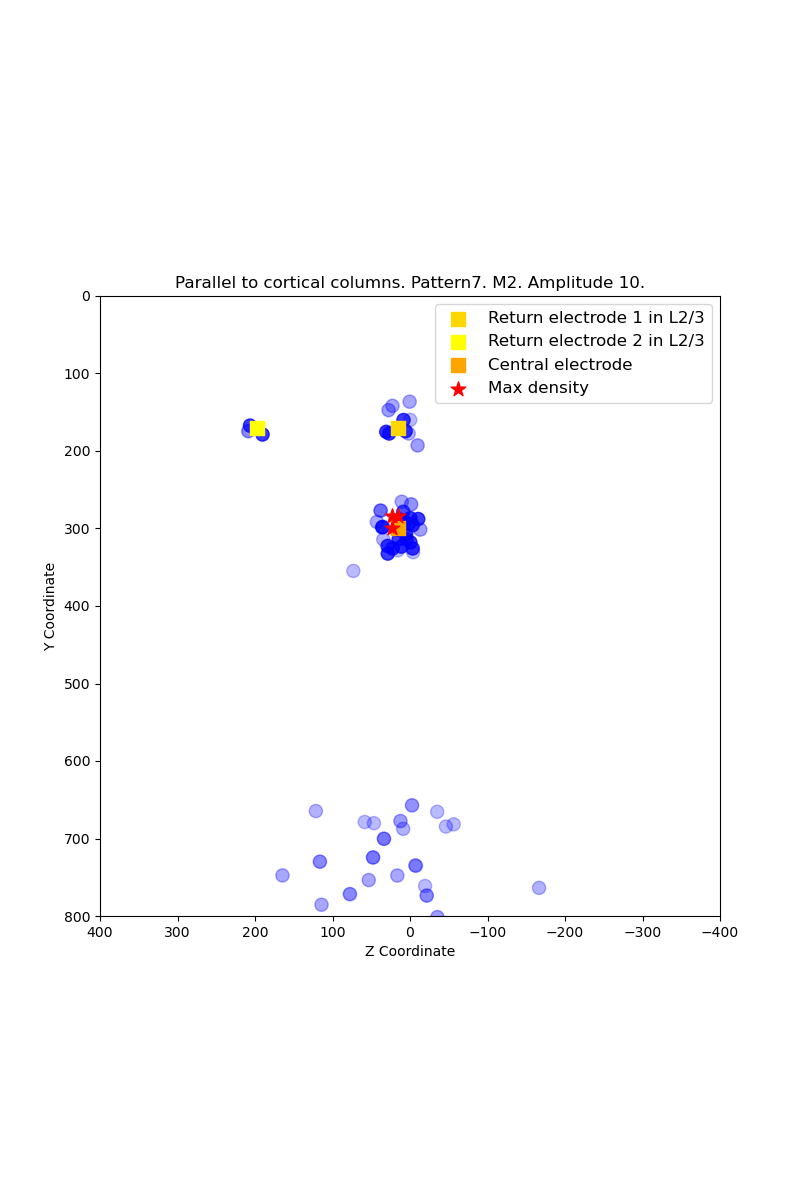 Parallel to cortical columns. Pattern7. M2. Amplitude 10.
Return electrode 1 in L2/3
Return electrode 2 in L2/3
Central electrode
Max density
0
100
200
300
400
500
600
700
800
Y Coordinate
400
300
200
100
0
−100
−200
−300
−400
Z Coordinate